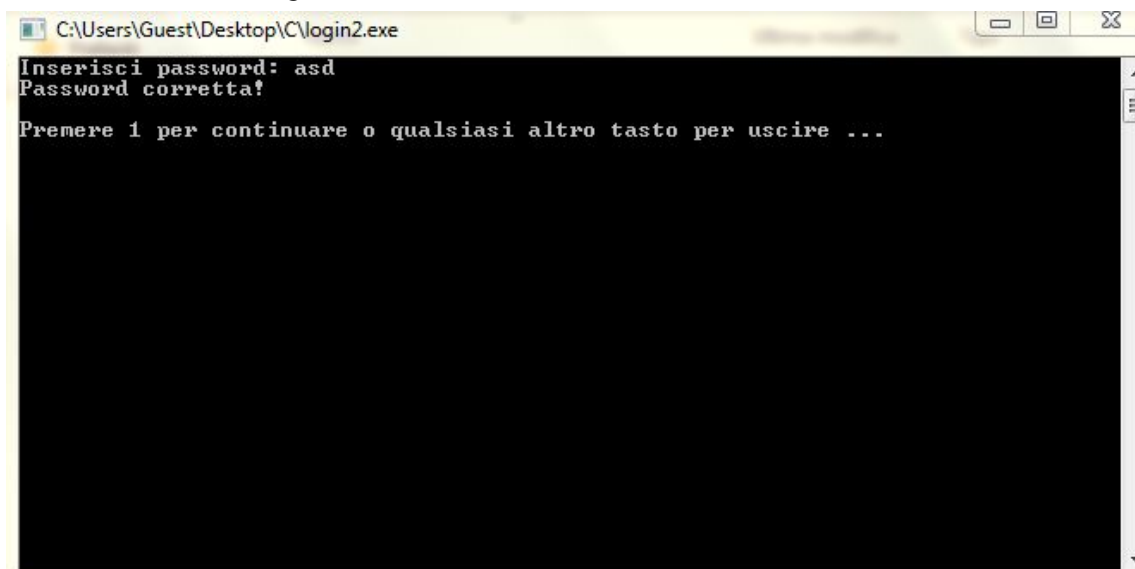 C:\Users\Guest\Desktop\C\login2.exe
Inserisci password: asd
Password corretta!
Premere 1 per continuare o qualsiasi altro tasto per uscire ...